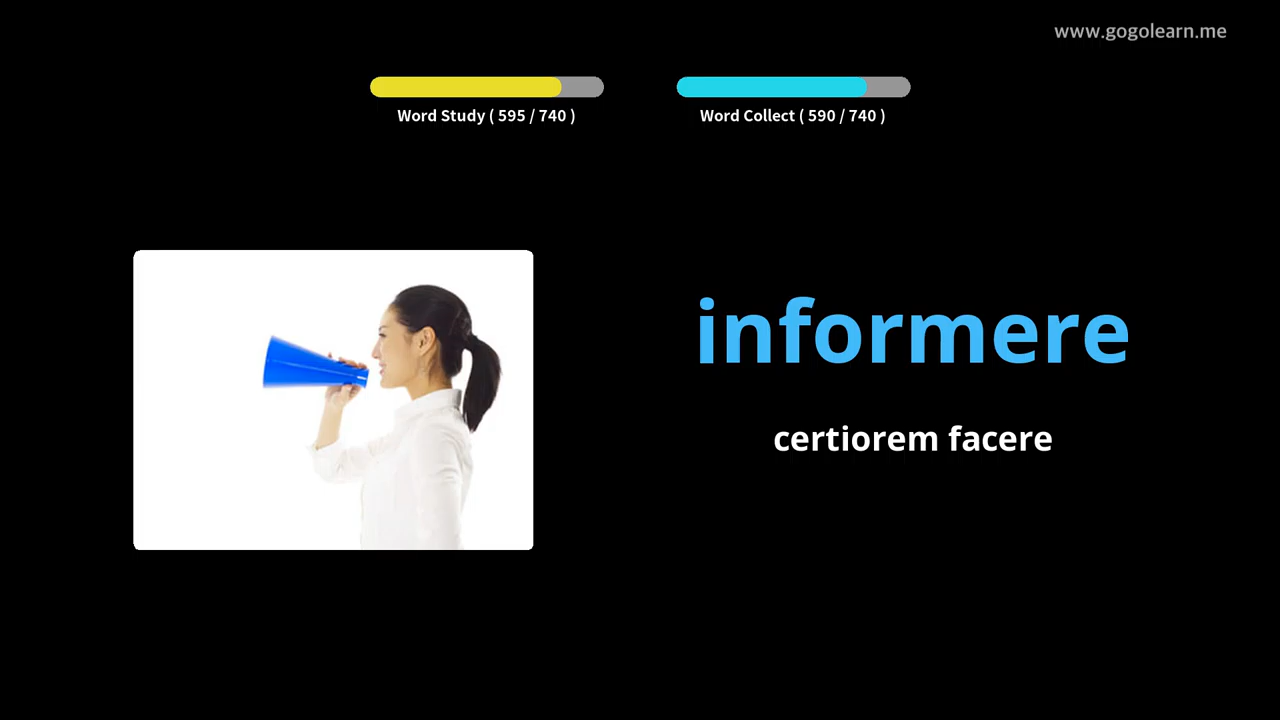 www.gogolearn.me
Word Study ( 595 / 740 )
Word Collect ( 590 / 740 )
informere
certiorem facere